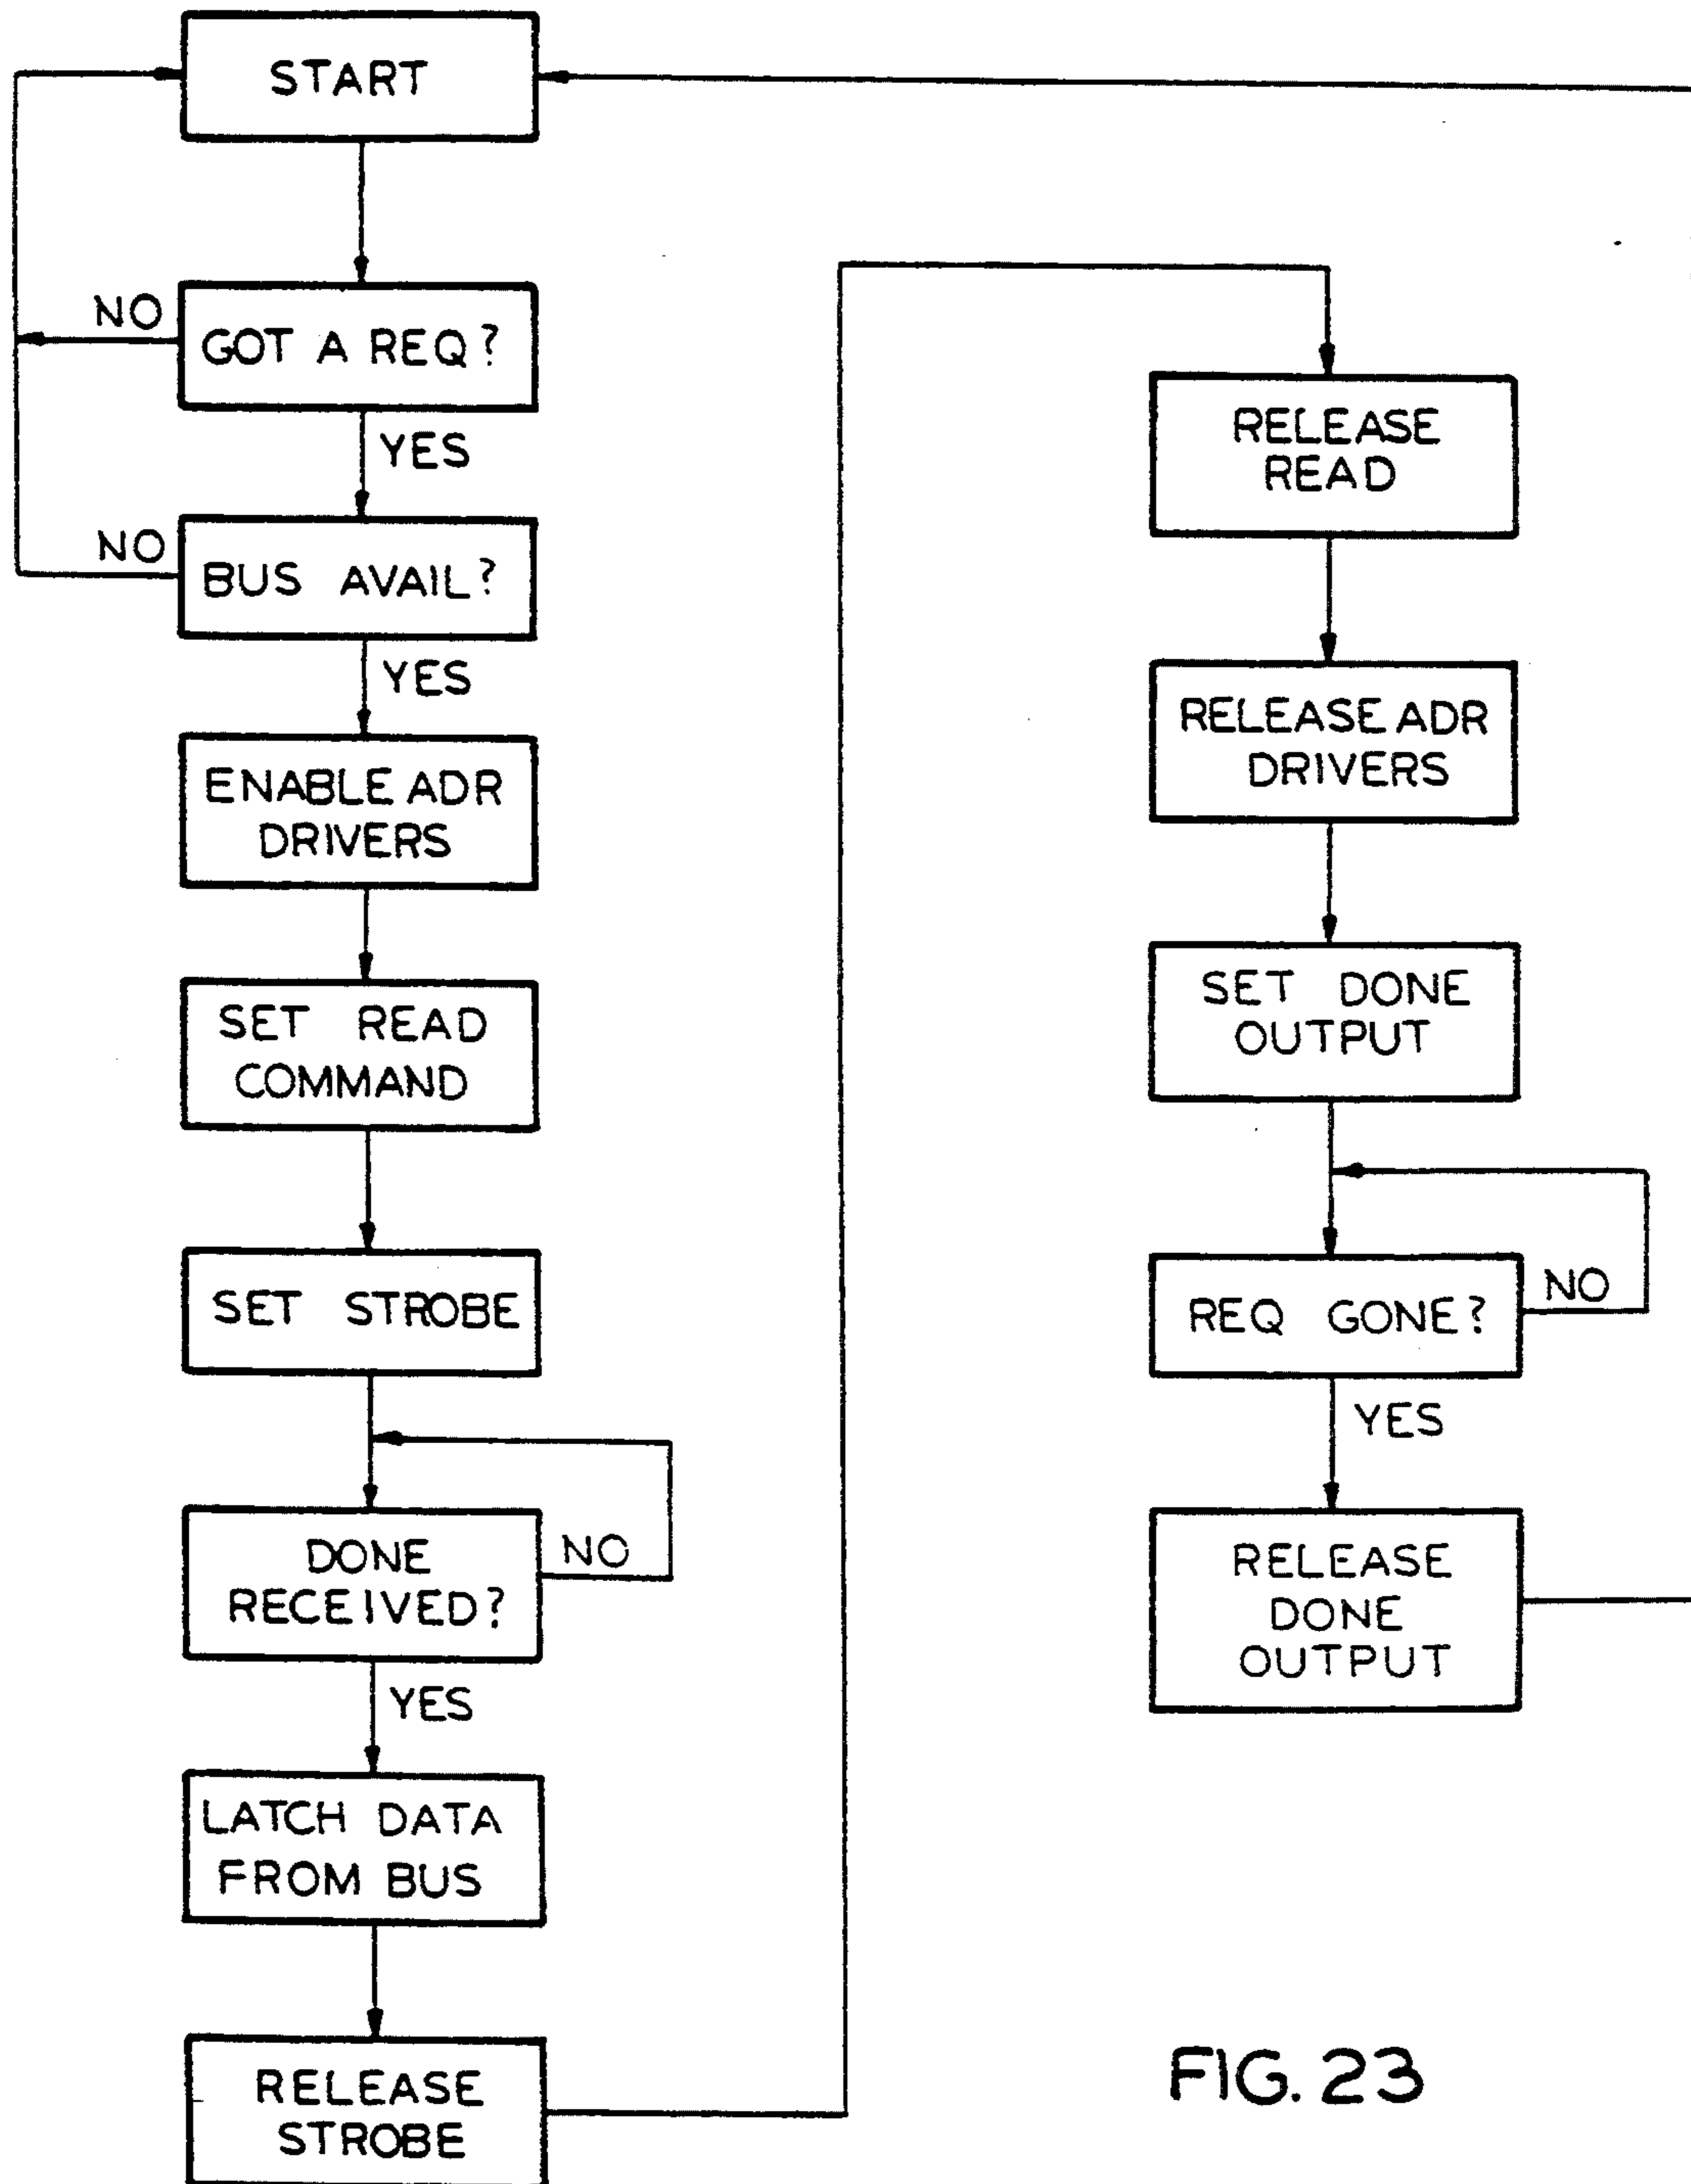 START
NO
GOT A REQ?
YES
NO
BUS AVAIL?
YES
ENABLE ADR
DRIVERS
SET READ
COMMAND
SET STROBE
DONE
RECEIVED?
NO
YES
LATCH DATA
FROM BUS
RELEASE
STROBE
RELEASE
READ
RELEASE ADR
DRIVERS
SET DONE
OUTPUT
REQ GONE?
NO
YES
RELEASE
DONE
OUTPUT
FIG. 23